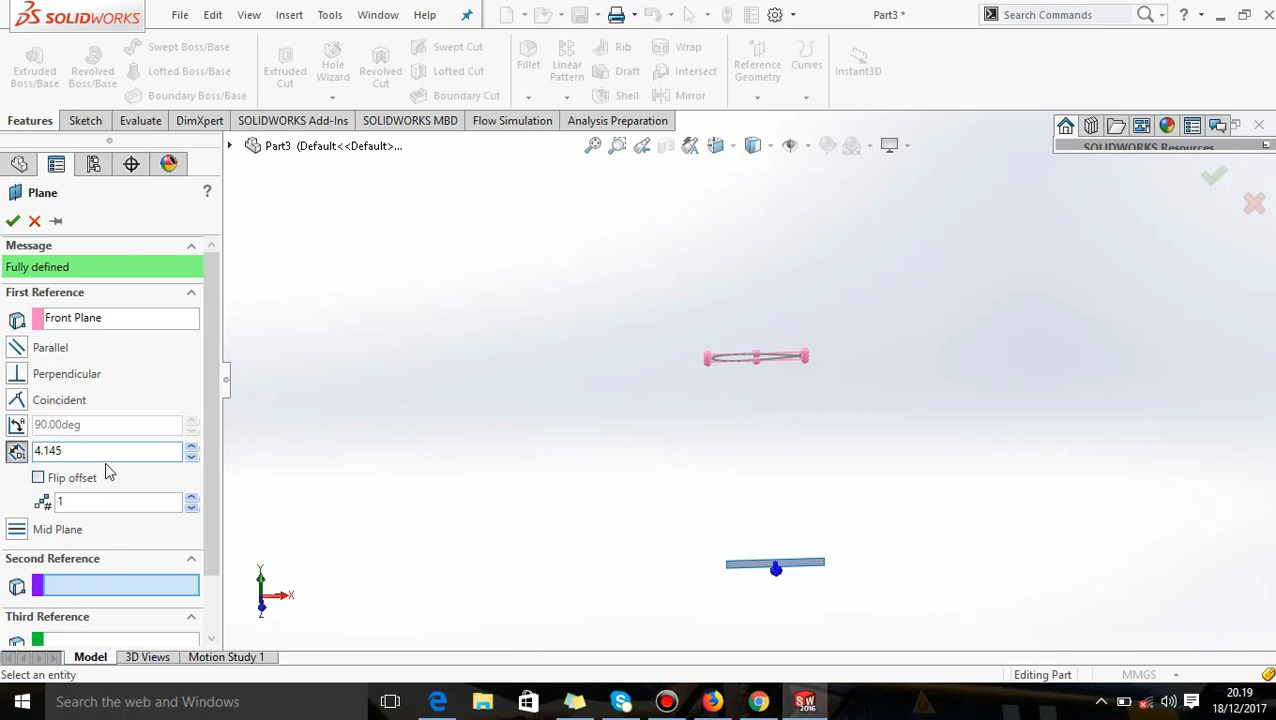 SOLIDWORKS File Edit View Insert Tools Window Help Part3 * Search Commands ?
Extruded Boss/Base
Revolved Boss/Base
Swept Boss/Base
Lofted Boss/Base
Boundary Boss/Base
Extruded Cut
Hole Wizard
Revolved Cut
Swept Cut
Lofted Cut
Boundary Cut
Fillet
Linear Pattern
Rib
Draft
Shell
Wrap
Intersect
Mirror
Reference Geometry
Curves
Instant3D
Features Sketch Evaluate DimXpert SOLIDWORKS Add-Ins SOLIDWORKS MBD Flow Simulation Analysis Preparation
Part3 (Default<<Default>...
SOLIDWORKS Resources
Plane ?
Message
Fully defined
First Reference
Front Plane
Parallel
Perpendicular
Coincident
90.00deg
4.145
Flip offset
# 1
Mid Plane
Second Reference
Third Reference
Y
X
Z
Model 3D Views Motion Study 1
Select an entity Editing Part MMGS
Search the web and Windows
SW 2016
20.19
18/12/2017